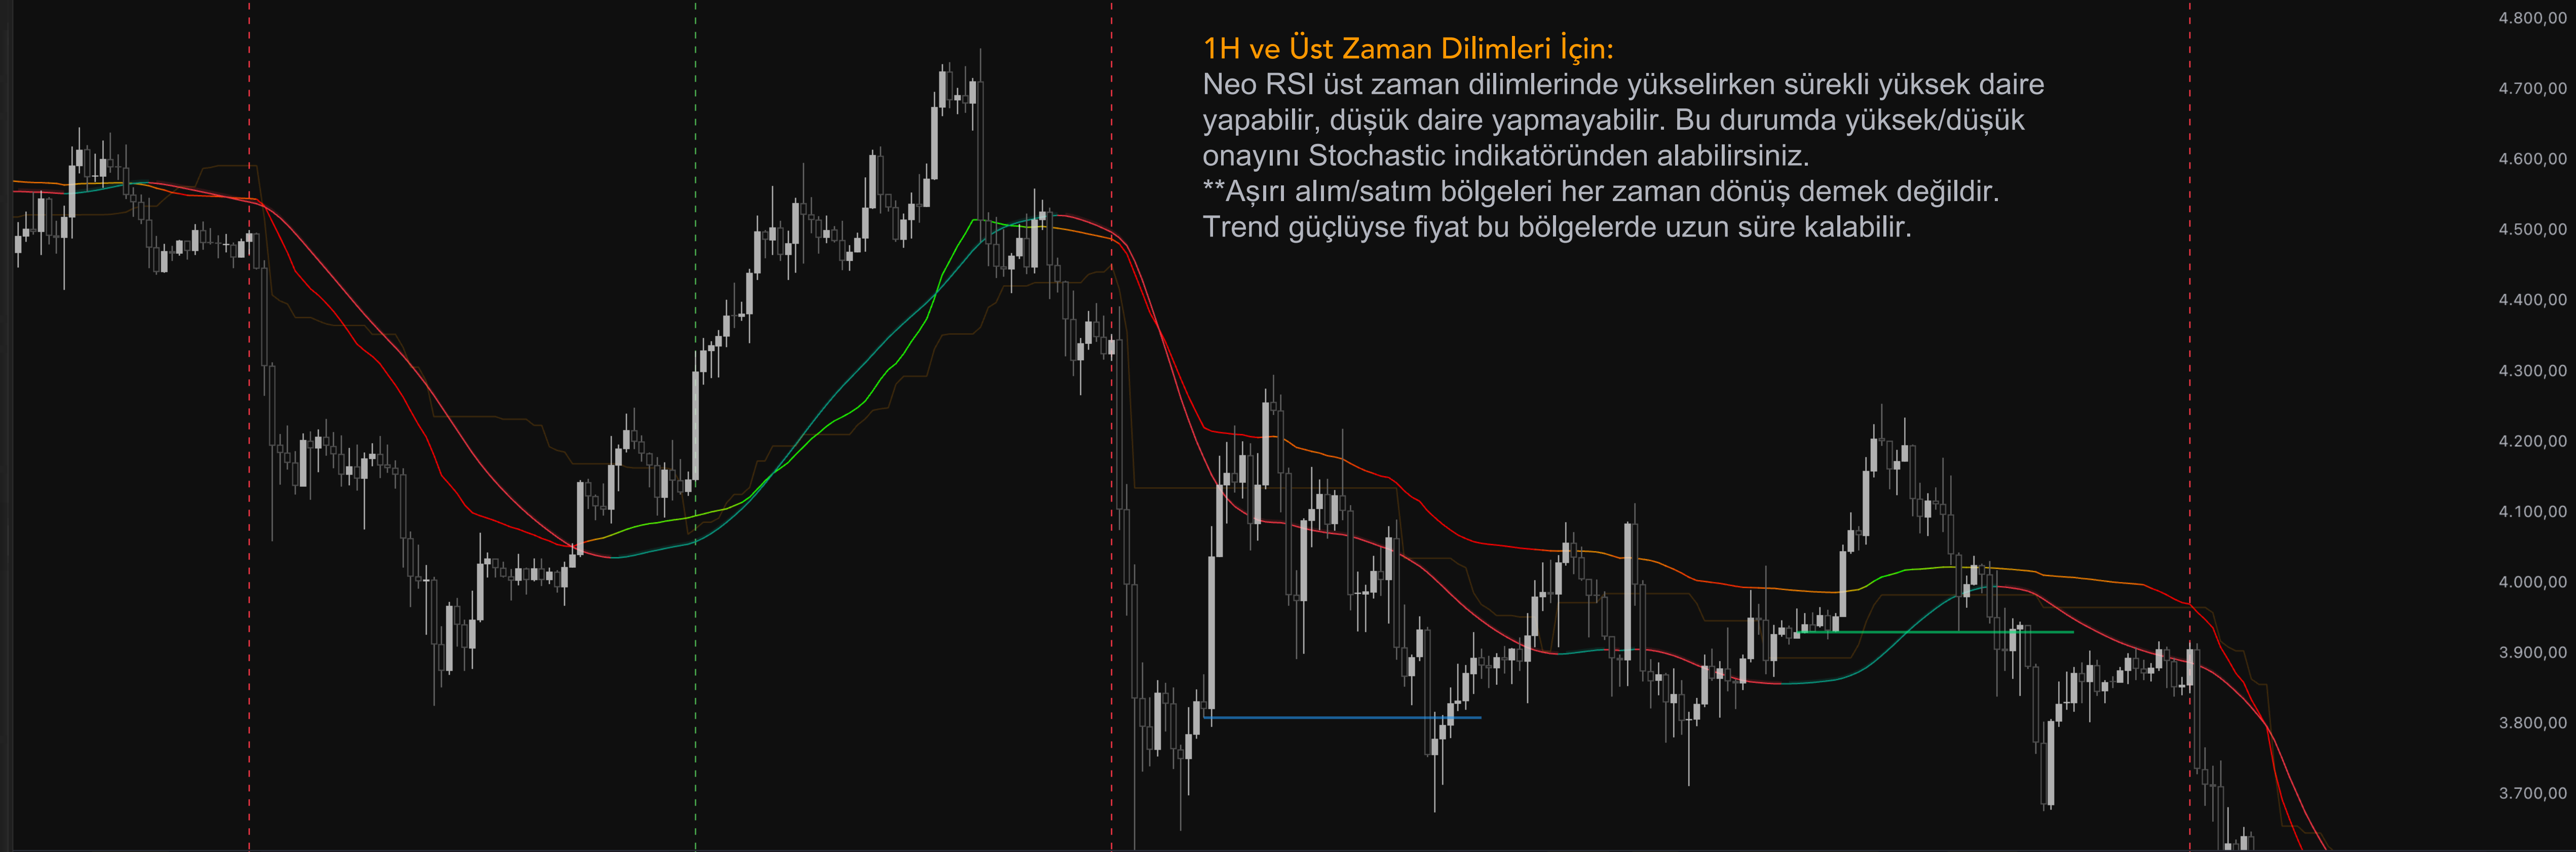 1H ve Üst Zaman Dilimleri İçin:
Neo RSI üst zaman dilimlerinde yükselirken sürekli yüksek daire
yapabilir, düşük daire yapmayabilir. Bu durumda yüksek/düşük
onayını Stochastic indikatöründen alabilirsiniz.
**Aşırı alım/satım bölgeleri her zaman dönüş demek değildir.
Trend güçlüyse fiyat bu bölgelerde uzun süre kalabilir.
4.800,00
4.700,00
4.600,00
4.500,00
4.400,00
4.300,00
4.200,00
4.100,00
4.000,00
3.900,00
3.800,00
3.700,00